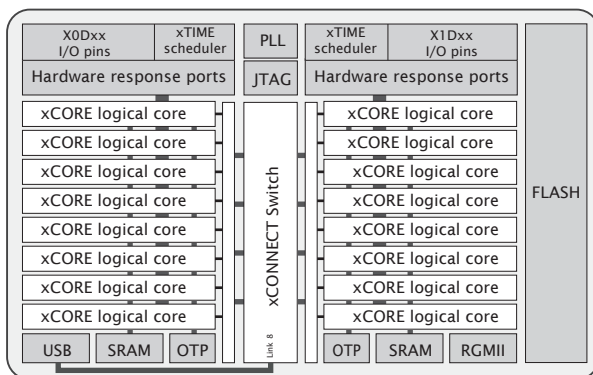 X0Dxx
I/O pins
xTIME
scheduler
PLL
xTIME
scheduler
X1Dxx
I/O pins
Hardware response ports
JTAG
Hardware response ports
xCORE logical core
xCORE logical core
xCORE logical core
xCORE logical core
xCORE logical core
xCORE logical core
xCORE logical core
xCORE logical core
xCONNECT Switch
Link 8
xCORE logical core
xCORE logical core
xCORE logical core
xCORE logical core
xCORE logical core
xCORE logical core
xCORE logical core
xCORE logical core
FLASH
USB
SRAM
OTP
OTP
SRAM
RGMII